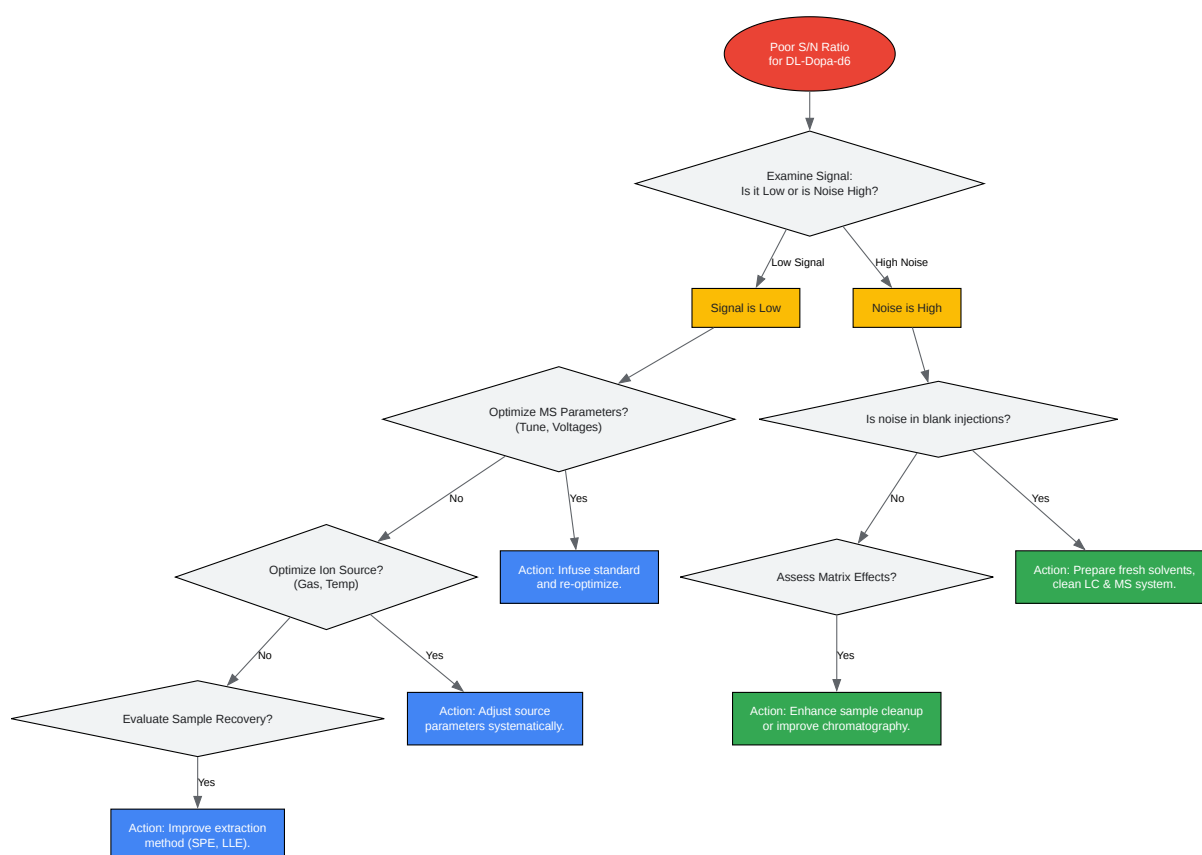 Poor S/N Ratio
for DL-Dopa-d6
Examine Signal:
Is it Low or is Noise High?
Low Signal
High Noise
Signal is Low
Noise is High
Optimize MS Parameters?
(Tune, Voltages)
Is noise in blank injections?
No
Yes
No
Yes
Optimize Ion Source?
(Gas, Temp)
Action: Infuse standard
and re-optimize.
Assess Matrix Effects?
Action: Prepare fresh solvents,
clean LC & MS system.
No
Yes
Yes
Evaluate Sample Recovery?
Action: Adjust source
parameters systematically.
Action: Enhance sample cleanup
or improve chromatography.
Yes
Action: Improve extraction
method (SPE, LLE).